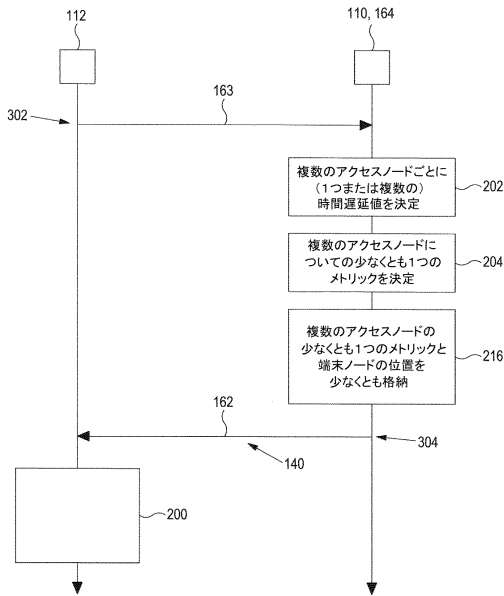 112
110, 164
302
163
複数のアクセスノードごとに
(1つまたは複数の)
時間遅延値を決定
202
複数のアクセスノードに
ついての少なくとも1つの
メトリックを決定
204
複数のアクセスノードの
少なくとも1つのメトリックと
端末ノードの位置を
少なくとも格納
216
162
304
140
200